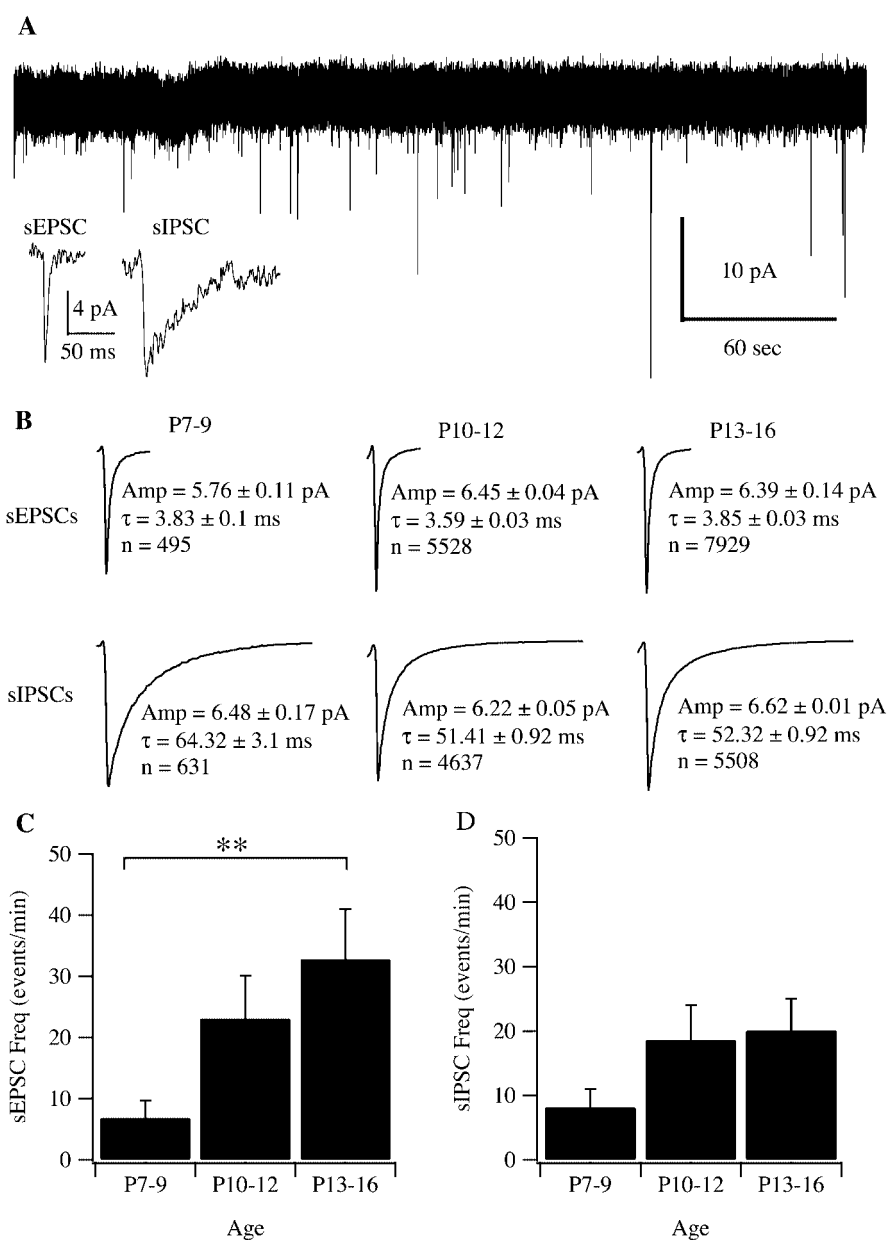 A
sEPSC
sIPSC
4 pA
50 ms
10 pA
60 sec
B
P7-9
P10-12
P13-16
sEPSCs
Amp = 5.76 ± 0.11 pA
τ = 3.83 ± 0.1 ms
n = 495
Amp = 6.45 ± 0.04 pA
τ = 3.59 ± 0.03 ms
n = 5528
Amp = 6.39 ± 0.14 pA
τ = 3.85 ± 0.03 ms
n = 7929
sIPSCs
Amp = 6.48 ± 0.17 pA
τ = 64.32 ± 3.1 ms
n = 631
Amp = 6.22 ± 0.05 pA
τ = 51.41 ± 0.92 ms
n = 4637
Amp = 6.62 ± 0.01 pA
τ = 52.32 ± 0.92 ms
n = 5508
C
**
50
40
30
20
10
0
sEPSC Freq (events/min)
P7-9
P10-12
P13-16
Age
D
50
40
30
20
10
0
sIPSC Freq (events/min)
P7-9
P10-12
P13-16
Age